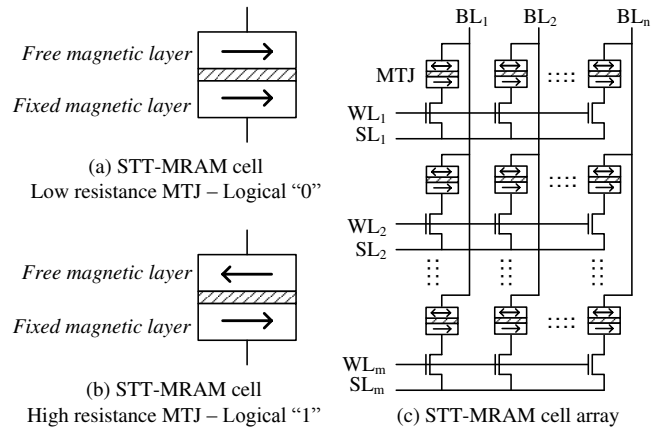 Free magnetic layer
Fixed magnetic layer
(a) STT-MRAM cell
Low resistance MTJ – Logical “0”
Free magnetic layer
Fixed magnetic layer
(b) STT-MRAM cell
High resistance MTJ – Logical “1”
BL1 BL2 BLn
MTJ
WL1
SL1
WL2
SL2
WLm
SLm
(c) STT-MRAM cell array